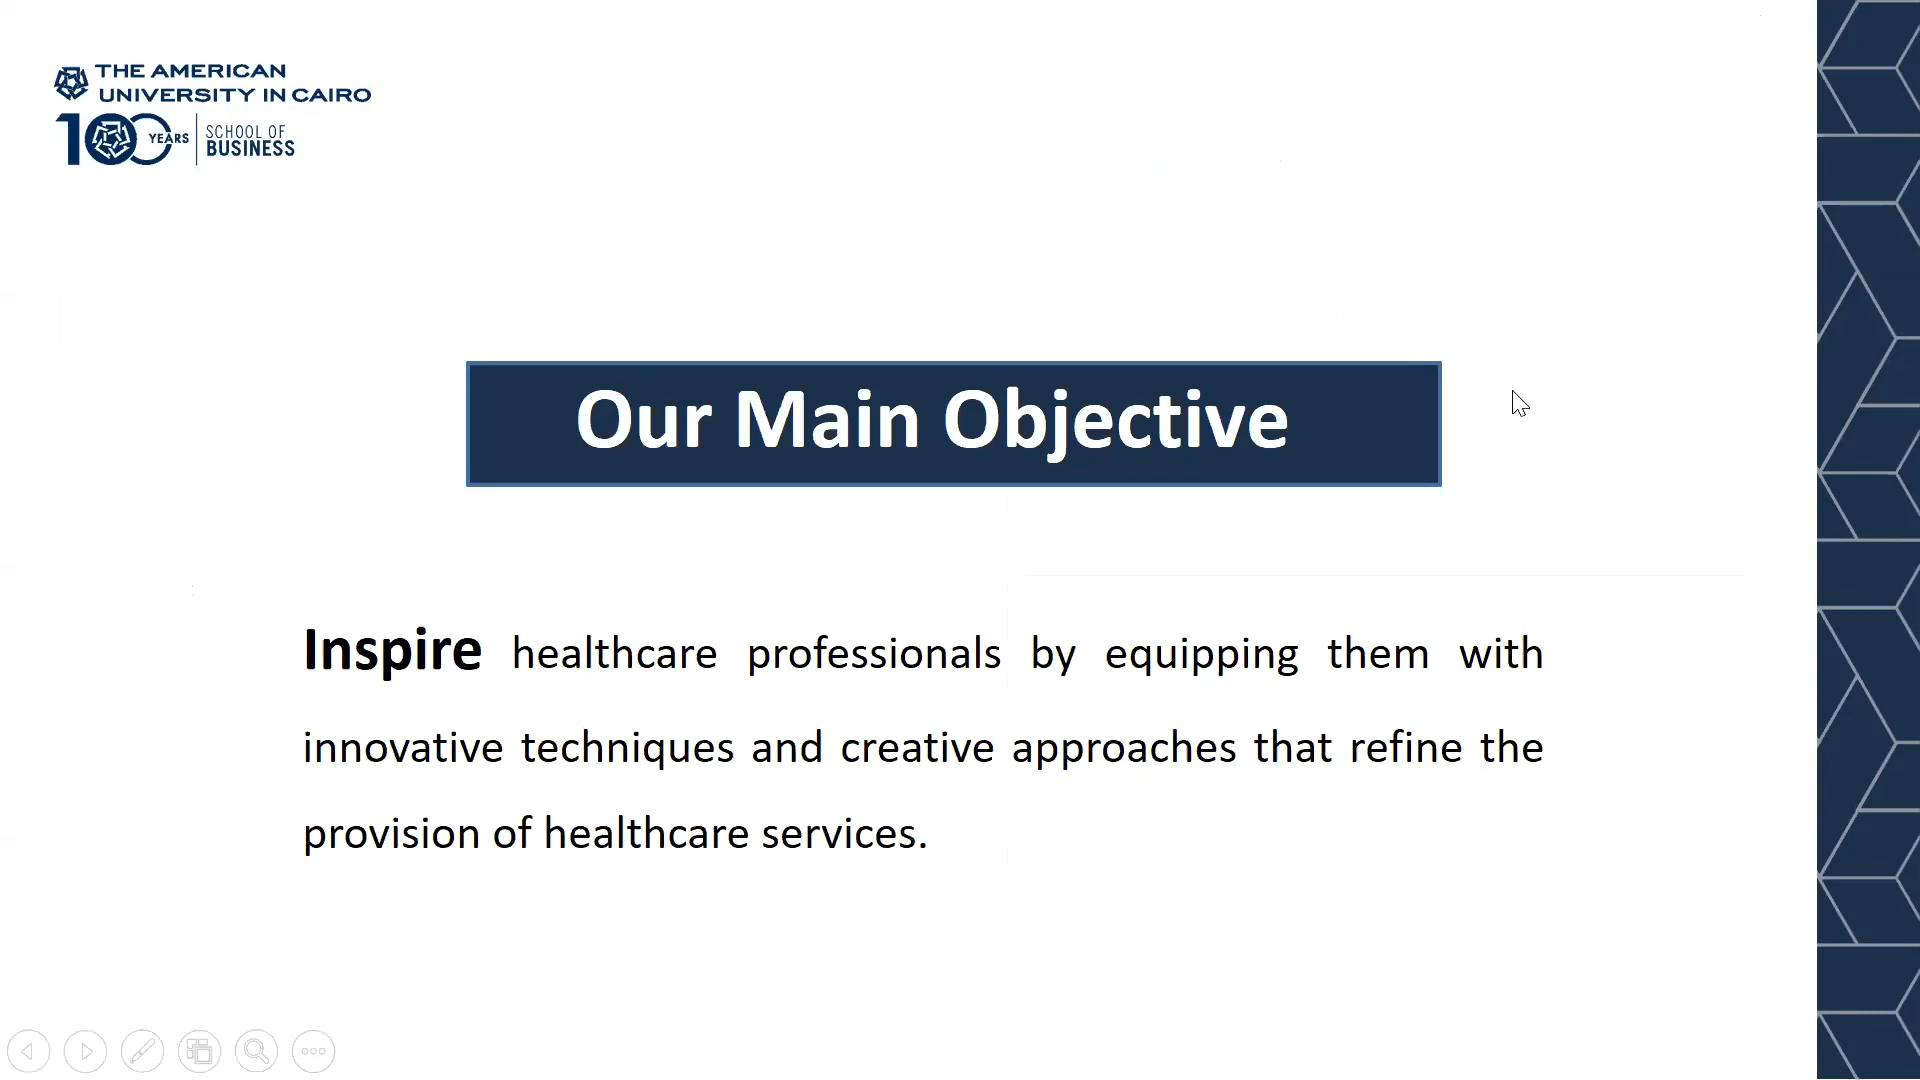 THE AMERICAN
UNIVERSITY IN CAIRO
100 YEARS
SCHOOL OF
BUSINESS
Our Main Objective
Inspire healthcare professionals by equipping them with
innovative techniques and creative approaches that refine the
provision of healthcare services.